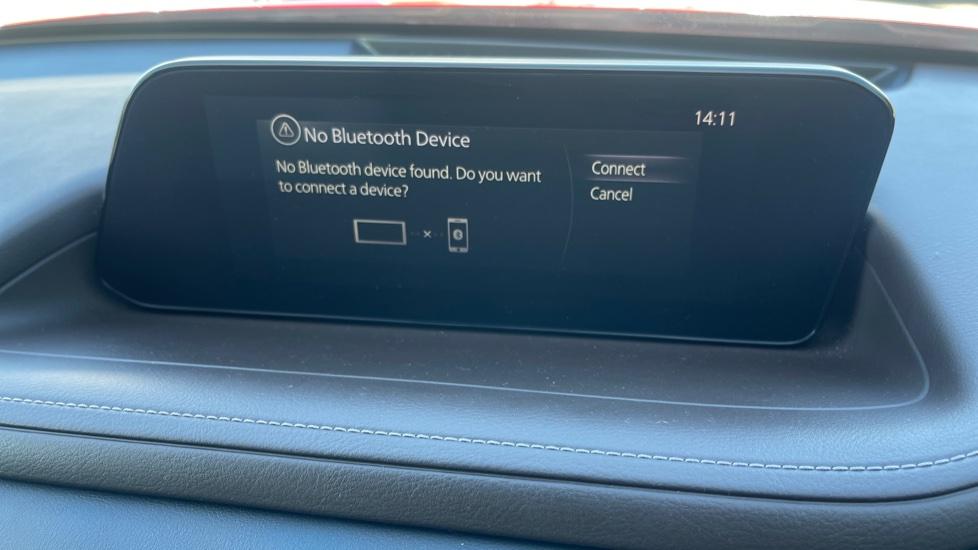 14:11
No Bluetooth Device
No Bluetooth device found. Do you want
to connect a device?
Connect
Cancel